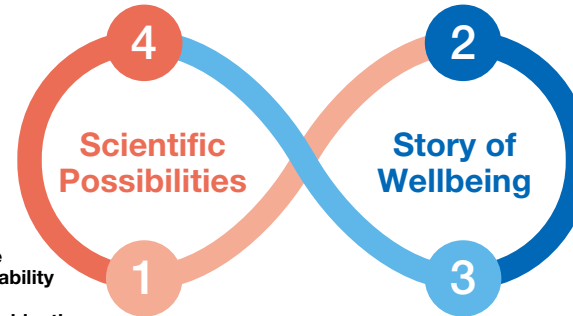 4
2
Scientific
Possibilities
Story of
Wellbeing
ability
1
3